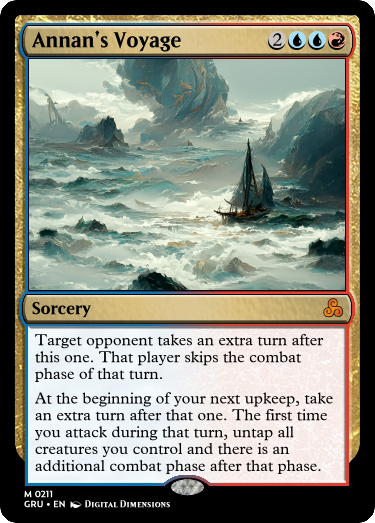 Annan's Voyage 2
Sorcery
Target opponent takes an extra turn after
this one. That player skips the combat
phase of that turn.
At the beginning of your next upkeep, take
an extra turn after that one. The first time
you attack during that turn, untap all
creatures you control and there is an
additional combat phase after that phase.
M 0211
GRU • EN Digital Dimensions